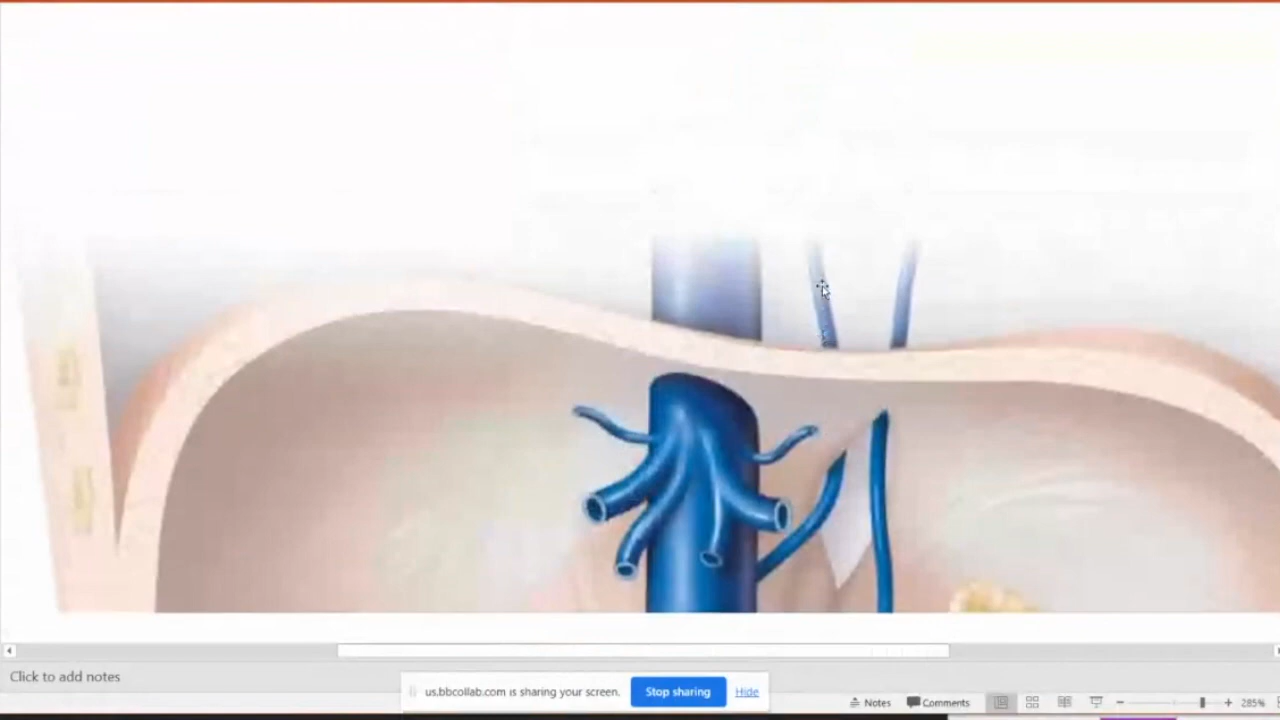 Click to add notes
us.bbcollab.com is sharing your screen.
Stop sharing
Hide
Notes
Comments
285%